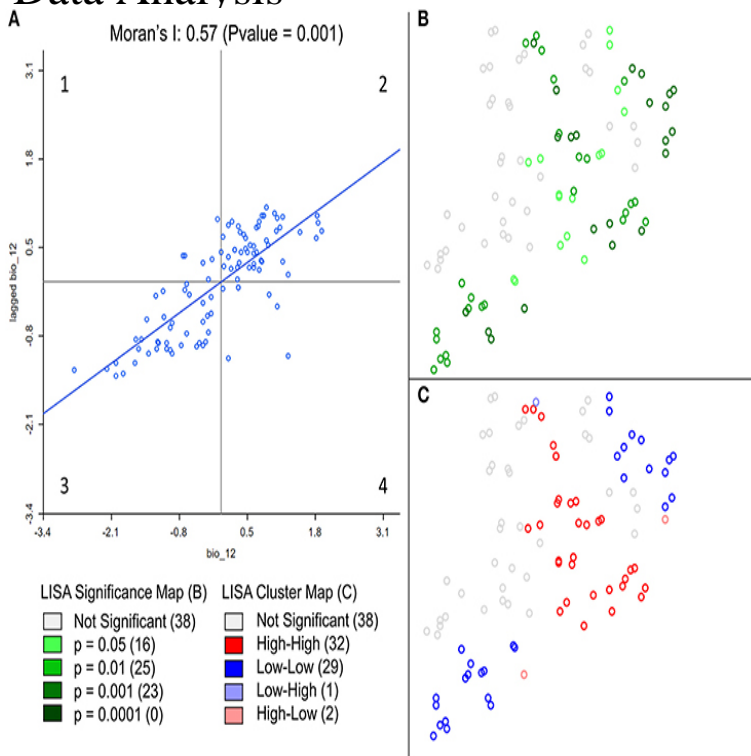 Data Analysis
A
Moran's I: 0.57 (Pvalue = 0.001)
1
2
3
4
3.1
1.8
0.5
-0.8
-2.1
-3.4
lagged bio_12
-3.4
-2.1
-0.8
0.5
1.8
3.1
bio_12
LISA Significance Map (B)
Not Significant (38)
p = 0.05 (16)
p = 0.01 (25)
p = 0.001 (23)
p = 0.0001 (0)
LISA Cluster Map (C)
Not Significant (38)
High-High (32)
Low-Low (29)
Low-High (1)
High-Low (2)
B
C